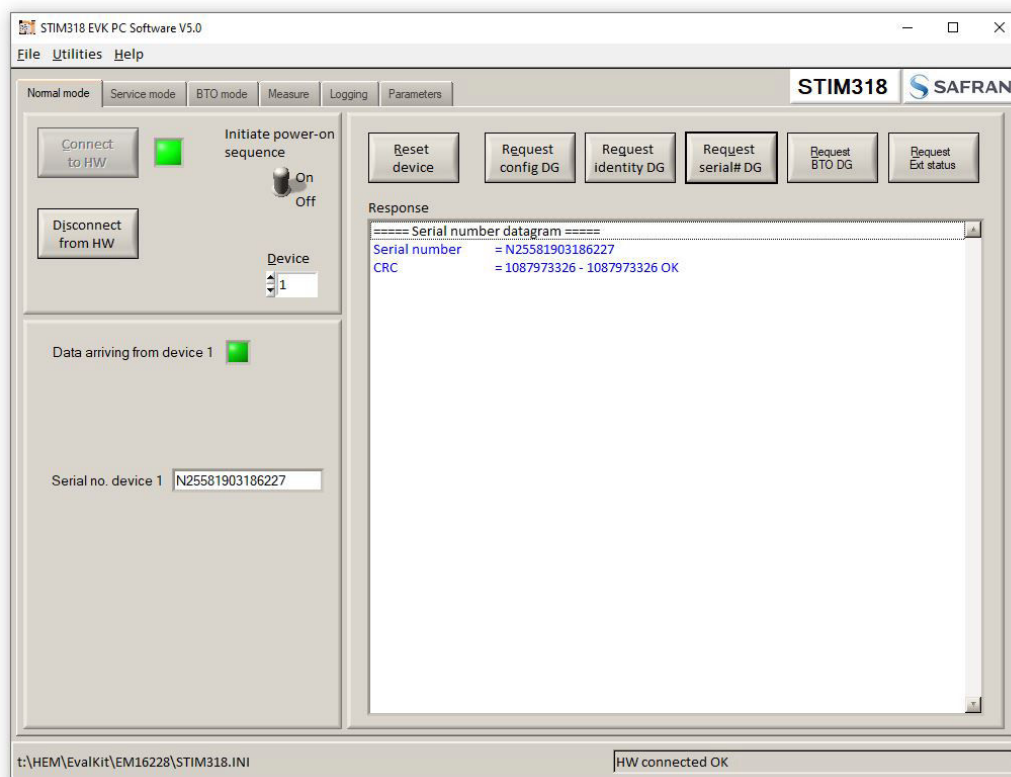 STIM318 EVK PC Software V5.0
File Utilities Help
Normal mode Service mode BTO mode Measure Logging Parameters
STIM318 SAFRAN
Connect
to HW
Initiate power-on
sequence
On
Off
Disconnect
from HW
Device
1
Data arriving from device 1
Serial no. device 1 N25581903186227
Reset
device
Request
config DG
Request
identity DG
Request
serial# DG
Request
BTO DG
Request
Ext status
Response
===== Serial number datagram =====
Serial number = N25581903186227
CRC = 1087973326 - 1087973326 OK
t:\HEM\EvalKit\EM16228\STIM318.INI
HW connected OK